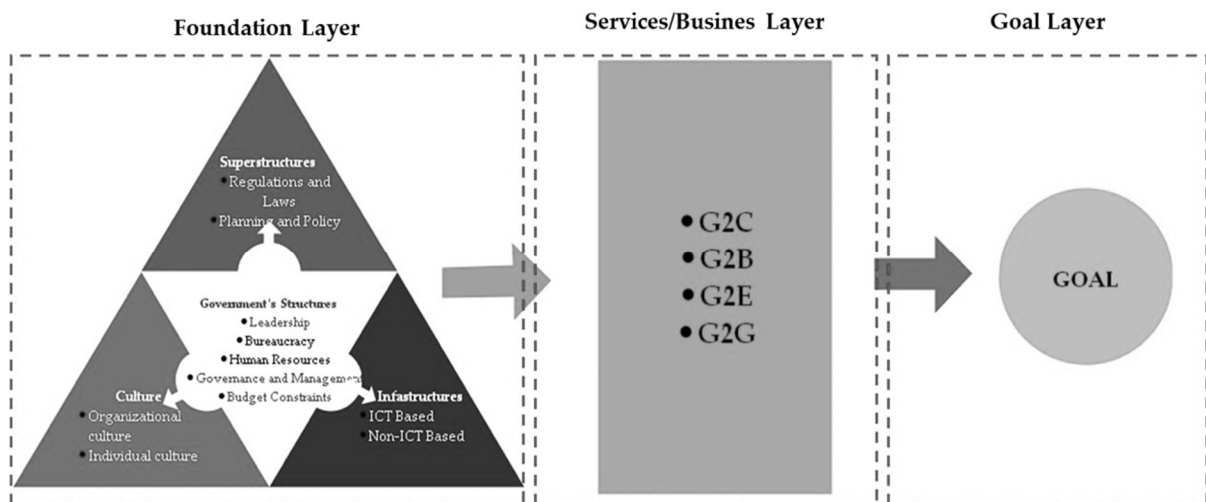 Foundation Layer
Services/Busines Layer
Goal Layer
Superstructures
• Regulations and
Laws
• Planning and Policy
Government's Structures
• Leadership
• Bureaucracy
• Human Resources
• Governance and Management
• Budget Constraints
Culture
• Organizational
culture
• Individual culture
Infastructures
• ICT Based
• Non-ICT Based
• G2C
• G2B
• G2E
• G2G
GOAL